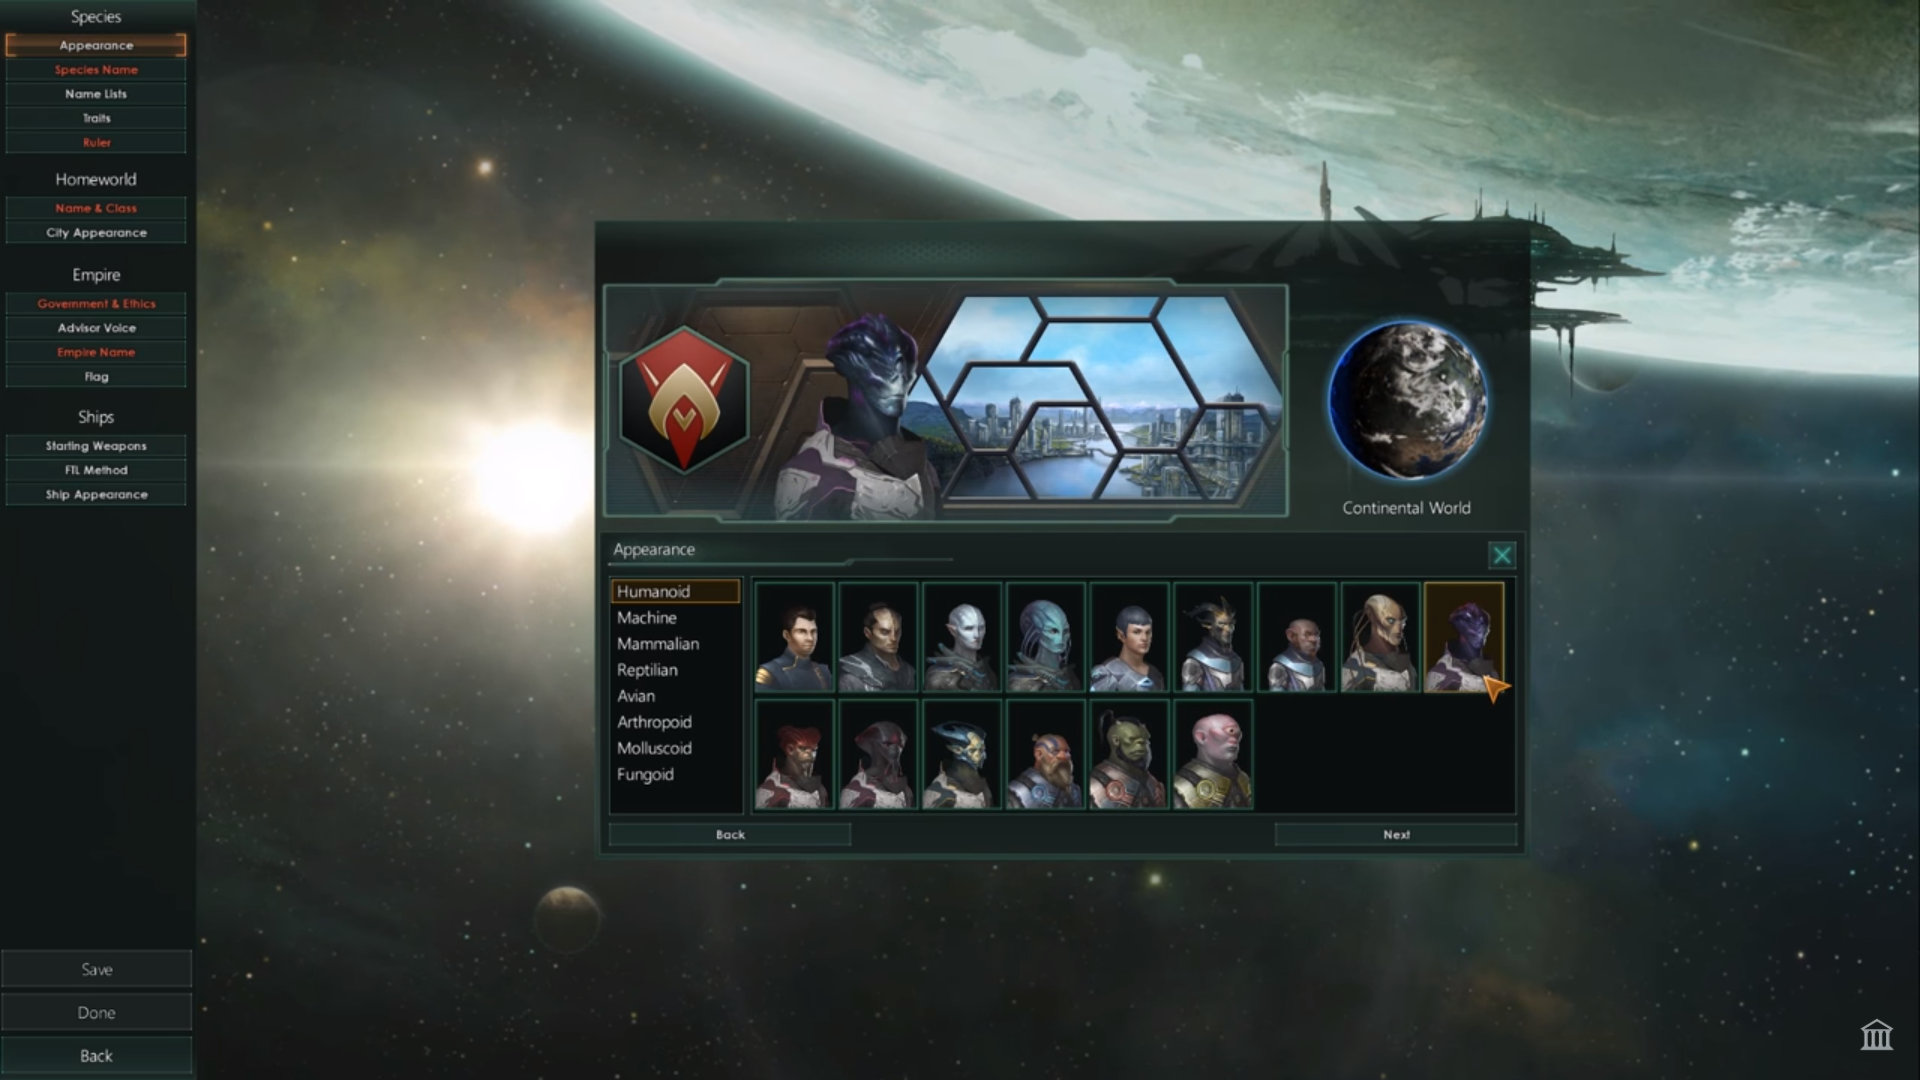 Species
Appearance
Species Name
Name Lists
Traits
Ruler
Homeworld
Name & Class
City Appearance
Empire
Government & Ethics
Advisor Voice
Empire Name
Flag
Ships
Starting Weapons
FTL Method
Ship Appearance
Save
Done
Back
Continental World
Appearance
Humanoid
Machine
Mammalian
Reptilian
Avian
Arthropoid
Molluscoid
Fungoid
Back
Next